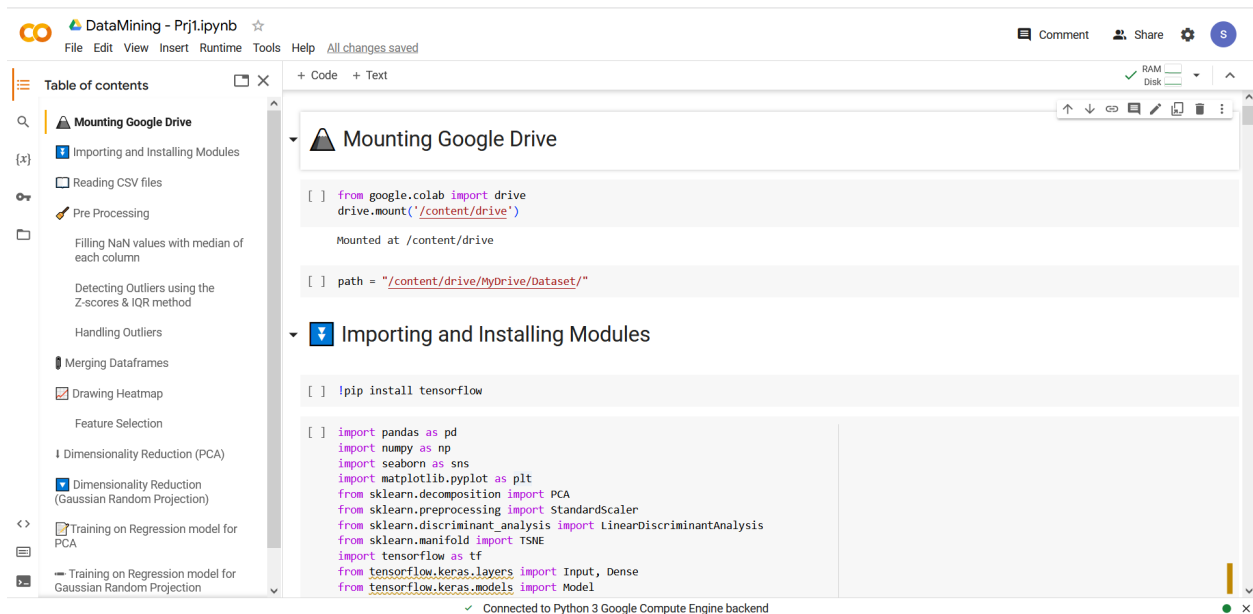 DataMining - Prj1.ipynb
File Edit View Insert Runtime Tools Help All changes saved
Comment
Share
S
Table of contents
Mounting Google Drive
Importing and Installing Modules
Reading CSV files
Pre Processing
Filling NaN values with median of
each column
Detecting Outliers using the
Z-scores & IQR method
Handling Outliers
Merging Dataframes
Drawing Heatmap
Feature Selection
Dimensionality Reduction (PCA)
Dimensionality Reduction
(Gaussian Random Projection)
Training on Regression model for
PCA
Training on Regression model for
Gaussian Random Projection
{x}
+ Code + Text
RAM
Disk
Mounting Google Drive
[ ] from google.colab import drive
drive.mount('/content/drive')
Mounted at /content/drive
[ ] path = "/content/drive/MyDrive/Dataset/"
Importing and Installing Modules
[ ] !pip install tensorflow
[ ] import pandas as pd
import numpy as np
import seaborn as sns
import matplotlib.pyplot as plt
from sklearn.decomposition import PCA
from sklearn.preprocessing import StandardScaler
from sklearn.discriminant_analysis import LinearDiscriminantAnalysis
from sklearn.manifold import TSNE
import tensorflow as tf
from tensorflow.keras.layers import Input, Dense
from tensorflow.keras.models import Model
Connected to Python 3 Google Compute Engine backend